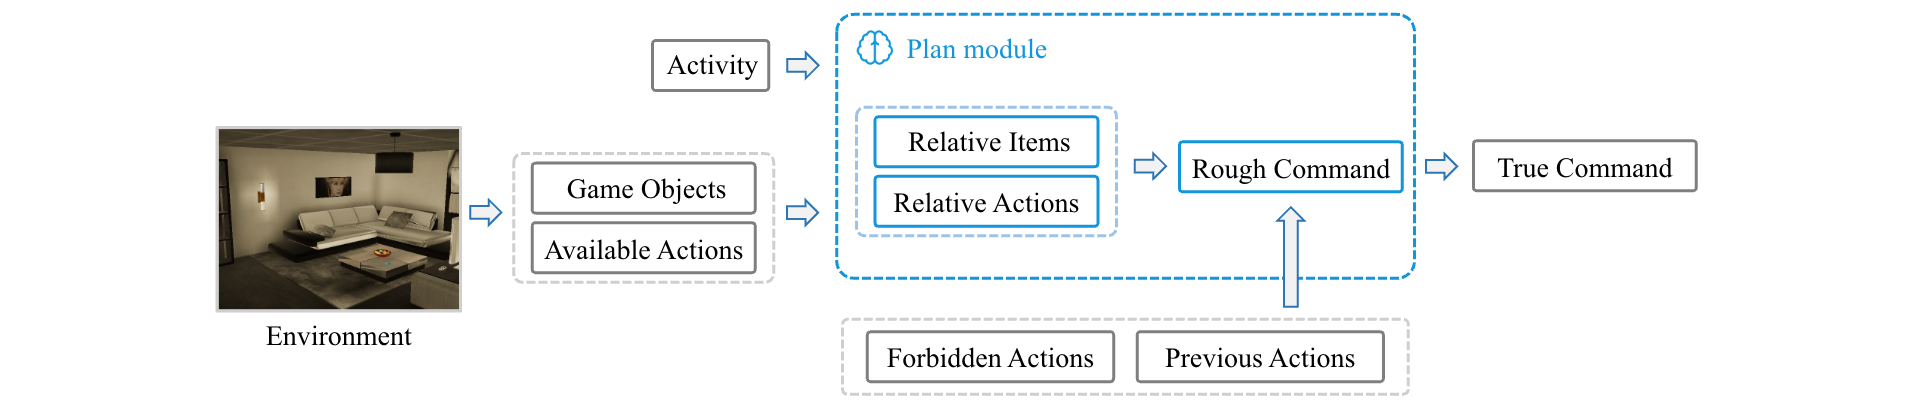 Activity
Plan module
Relative Items
Relative Actions
Rough Command
True Command
Game Objects
Available Actions
Environment
Forbidden Actions
Previous Actions